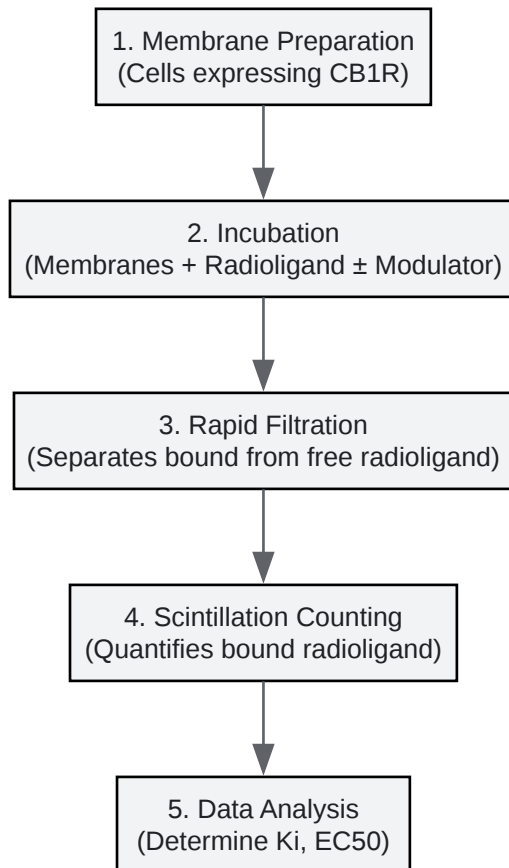 1. Membrane Preparation
(Cells expressing CB1R)
2. Incubation
(Membranes + Radioligand ± Modulator)
3. Rapid Filtration
(Separates bound from free radioligand)
4. Scintillation Counting
(Quantifies bound radioligand)
5. Data Analysis
(Determine Ki, EC50)